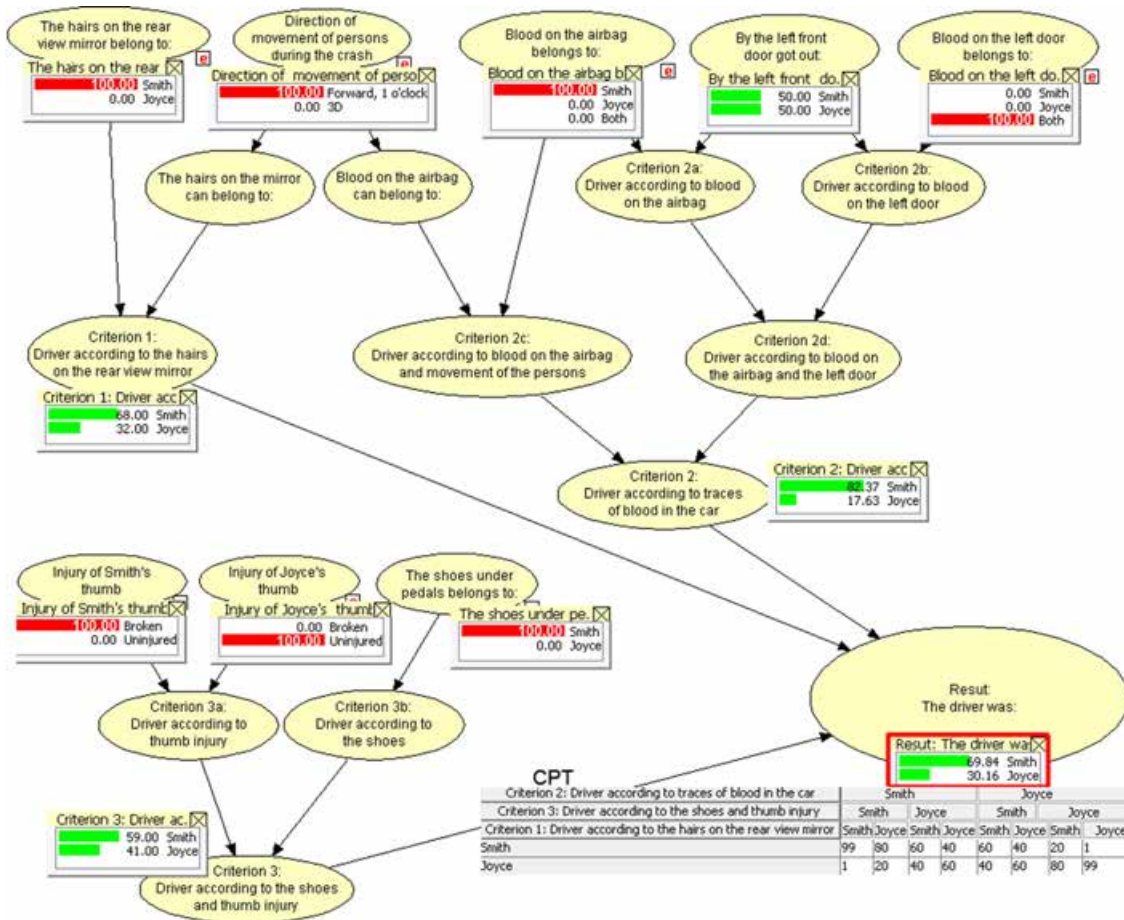 The hairs on the rear
view mirror belong to:
The hairs on the rear
100.00 Smith
0.00 Joyce
Direction of
movement of persons
during the crash
Direction of movement of perso
100.00 Forward, 1 o'clock
0.00 3D
Blood on the airbag
belongs to:
Blood on the airbag b
100.00 Smith
0.00 Joyce
0.00 Both
By the left front
door got out:
By the left front do.
50.00 Smith
50.00 Joyce
Blood on the left door
belongs to:
Blood on the left do.
0.00 Smith
0.00 Joyce
100.00 Both
e
e
e
The hairs on the mirror
can belong to:
Blood on the airbag
can belong to:
Criterion 2a:
Driver according to blood
on the airbag
Criterion 2b:
Driver according to blood
on the left door
Criterion 1:
Driver according to the hairs
on the rear view mirror
Criterion 1: Driver acc
68.00 Smith
32.00 Joyce
Criterion 2c:
Driver according to blood on the airbag
and movement of the persons
Criterion 2d:
Driver according to blood on
the airbag and the left door
Criterion 2:
Driver according to traces
of blood in the car
Criterion 2: Driver acc
82.37 Smith
17.63 Joyce
Injury of Smith's
thumb
Injury of Smith's thumb
100.00 Broken
0.00 Uninjured
Injury of Joyce's
thumb
Injury of Joyce's thumb
0.00 Broken
100.00 Uninjured
The shoes under
pedals belongs to:
The shoes under pe.
100.00 Smith
0.00 Joyce
Criterion 3a:
Driver according to
thumb injury
Criterion 3b:
Driver according to
the shoes
Resut:
The driver was:
Resut: The driver wa
69.84 Smith
30.16 Joyce
Criterion 3: Driver ac.
59.00 Smith
41.00 Joyce
Criterion 3:
Driver according to the shoes
and thumb injury
CPT
Criterion 2: Driver according to traces of blood in the car Smith Joyce
Criterion 3: Driver according to the shoes and thumb injury Smith Joyce Smith Joyce
Criterion 1: Driver according to the hairs on the rear view mirror Smith Joyce Smith Joyce Smith Joyce Smith Joyce
Smith 99 80 60 40 60 40 20 1
Joyce 1 20 40 60 40 60 80 99